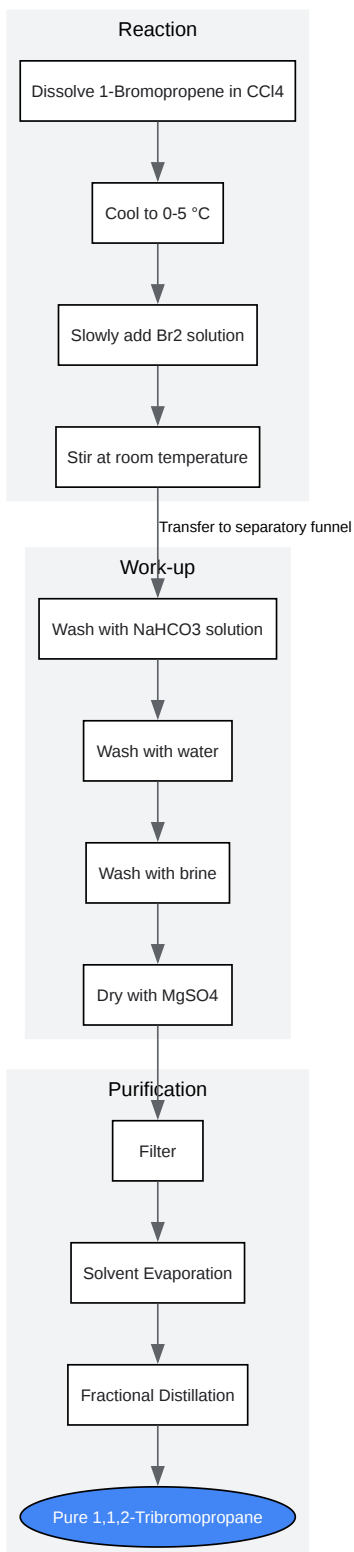 Reaction
Dissolve 1-Bromopropene in CCl4
Cool to 0-5 °C
Slowly add Br2 solution
Stir at room temperature
Transfer to separatory funnel
Work-up
Wash with NaHCO3 solution
Wash with water
Wash with brine
Dry with MgSO4
Purification
Filter
Solvent Evaporation
Fractional Distillation
Pure 1,1,2-Tribromopropane